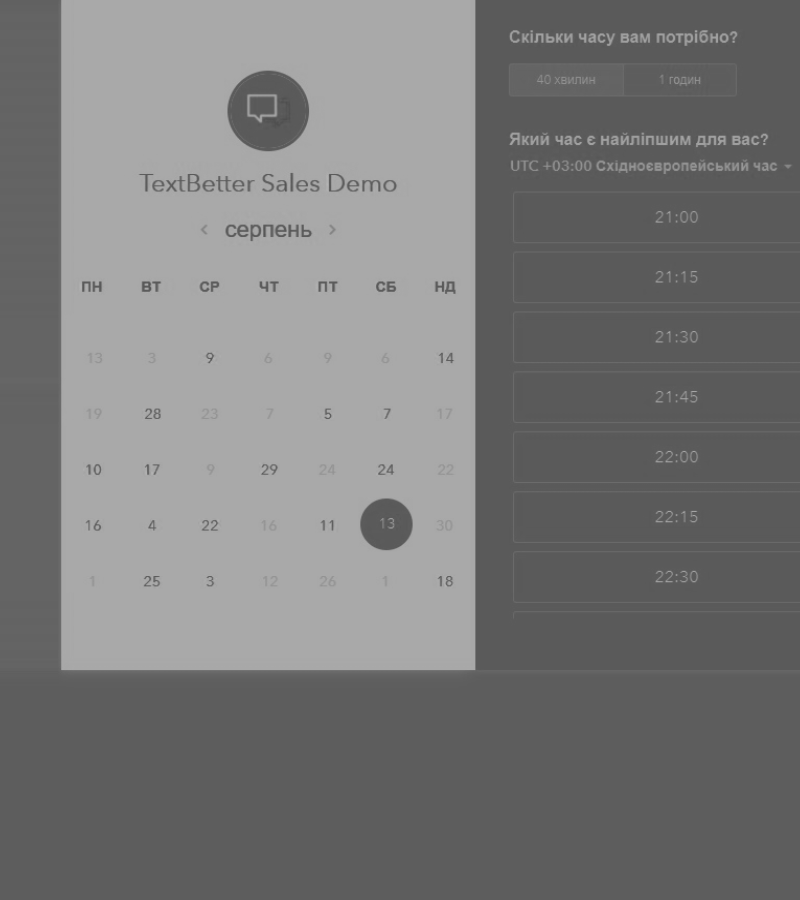 TextBetter Sales Demo
серпень
ПН ВТ СР ЧТ ПТ СБ НД
13 3 9 6 9 6 14
19 28 23 7 5 7 17
10 17 9 29 24 24 22
16 4 22 16 11 13 30
1 25 3 12 26 1 18
Скільки часу вам потрібно?
40 хвилин 1 годин
Який час є найліпшим для вас?
UTC +03:00 Східноєвропейський час
21:00
21:15
21:30
21:45
22:00
22:15
22:30